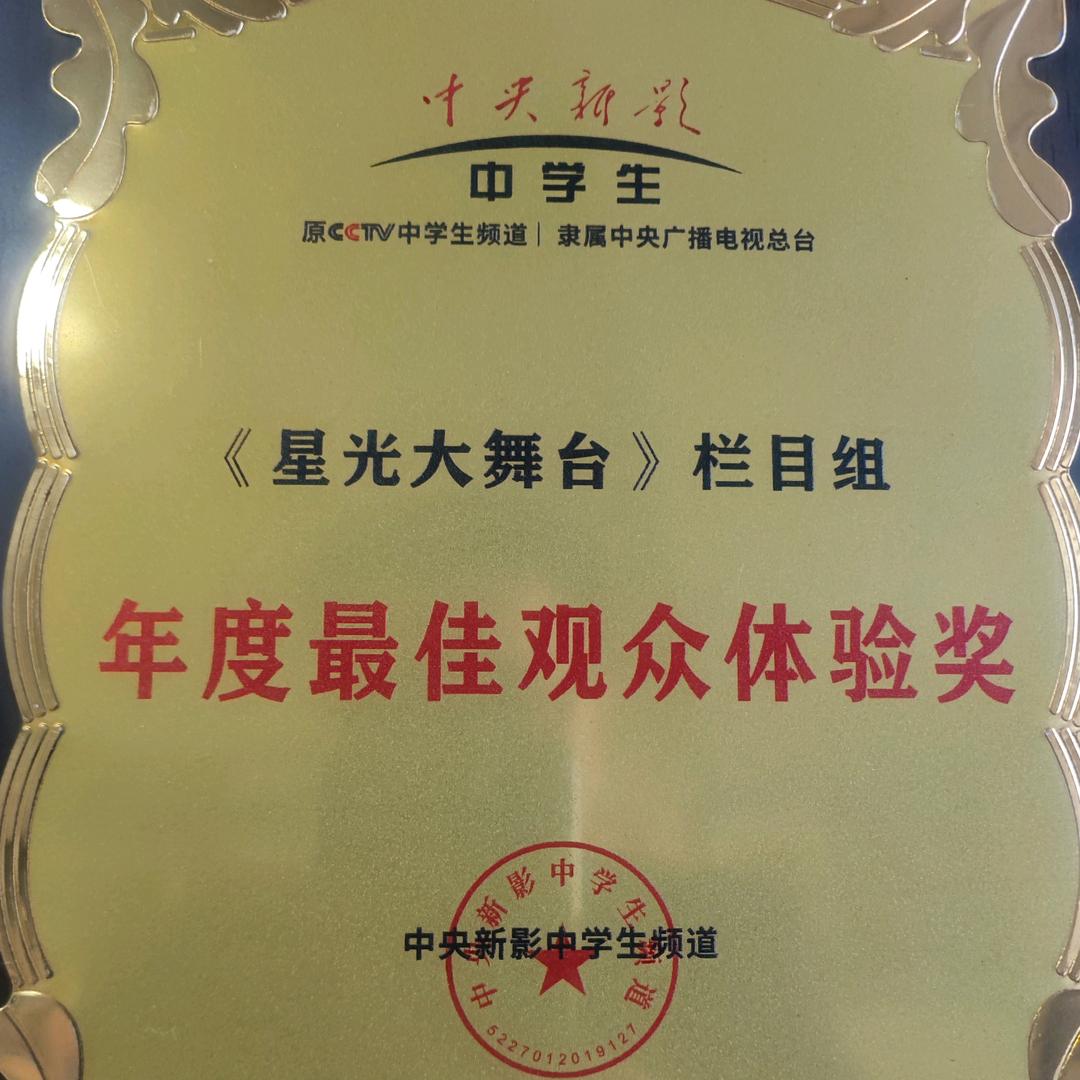 中央新影
中学生
原CCTV中学生频道| 隶属中央广播电视总台
《星光大舞台》栏目组
年度最佳观众体验奖
中央新影中学生频道
中央新影中学生频道
5227012019127